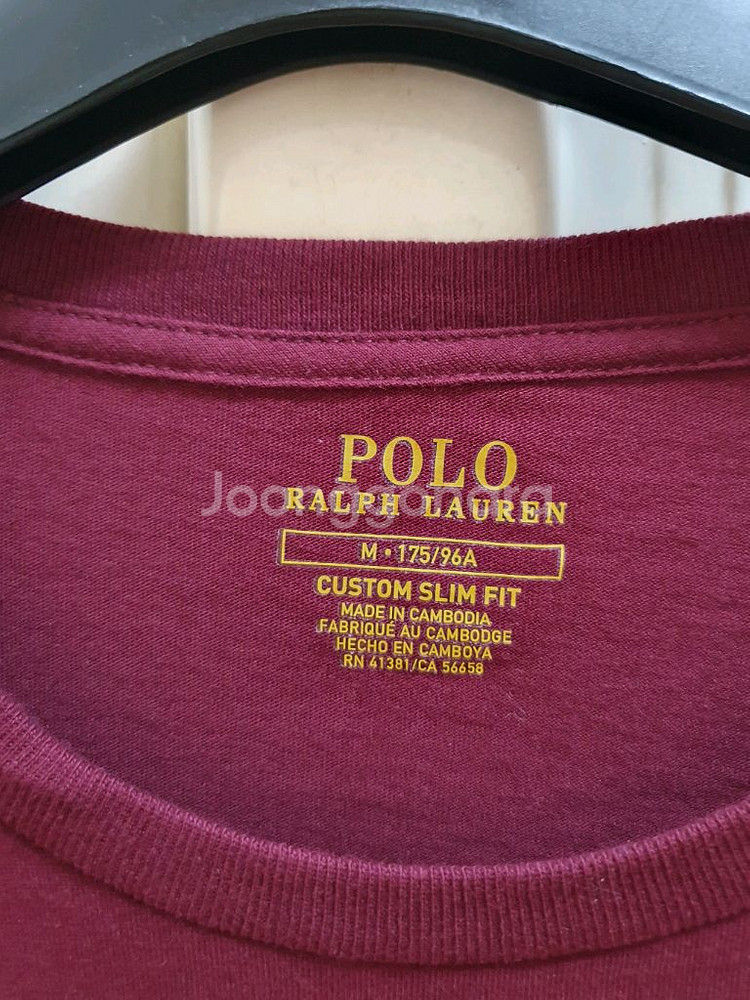 POLO
RALPH LAUREN
Joonggonara
M • 175/96A
CUSTOM SLIM FIT
MADE IN CAMBODIA
FABRIQUÉ AU CAMBODGE
HECHO EN CAMBOYA
RN 41381/CA 56658